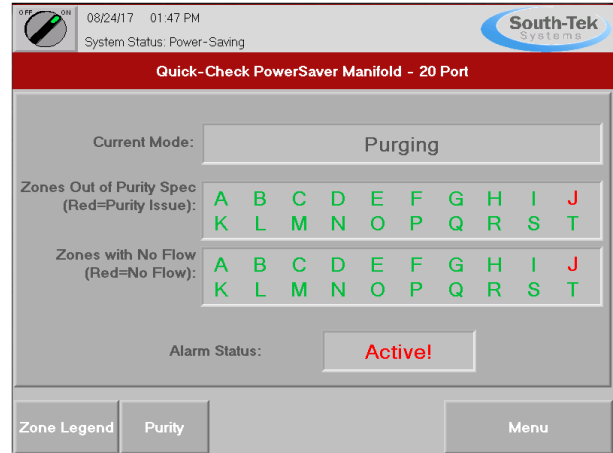 OFF ON
08/24/17 01:47 PM
System Status: Power-Saving
South-Tek
Systems
Quick-Check PowerSaver Manifold - 20 Port
Current Mode: Purging
Zones Out of Purity Spec
(Red=Purity Issue):
A B C D E F G H I J
K L M N O P Q R S T
Zones with No Flow
(Red=No Flow):
A B C D E F G H I J
K L M N O P Q R S T
Alarm Status: Active!
Zone Legend Purity Menu